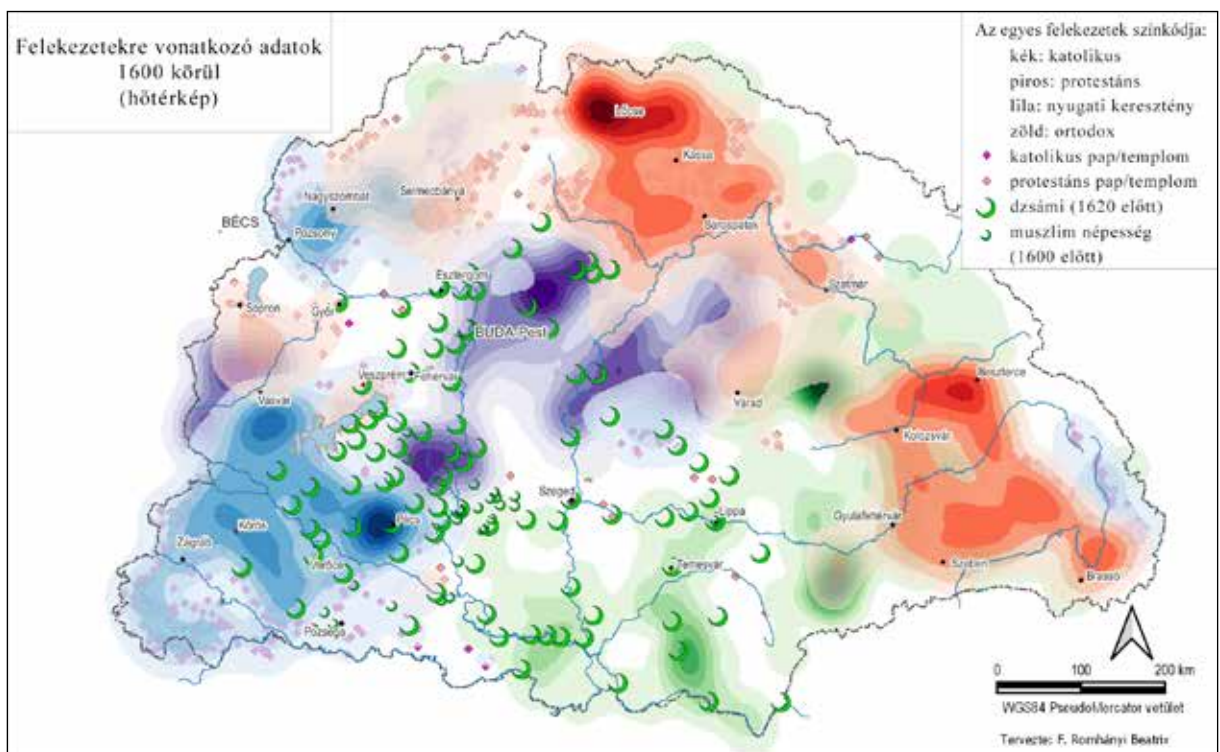 Felekezetekre vonatkozó adatok
1600 körül
(hőtérkép)
Az egyes felekezetek színkódja:
kék: katolikus
piros: protestáns
lila: nyugati keresztény
zöld: ortodox
katolikus pap/templom
protestáns pap/templom
dzsámi (1620 előtt)
muszlim népesség
(1600 előtt)
Lőcse
Kassa
Nagyszombat
Selmecbánya
BÉCS
Pozsony
Sárospatak
Esztergom
Szatmár
Sopron
Győr
BUDA Pest
Veszprém
Fehérvár
Beszterce
Vasvár
Várad
Kolozsvár
Szeged
Lippa
Gyulafehérvár
Körös
Pécs
Zágráb
Verőce
Temesvár
Szeben
Brassó
Pozsega
0 100 200 km
WGS84 PseudoMercator vetület
Tervezte: F. Romhányi Beatrix